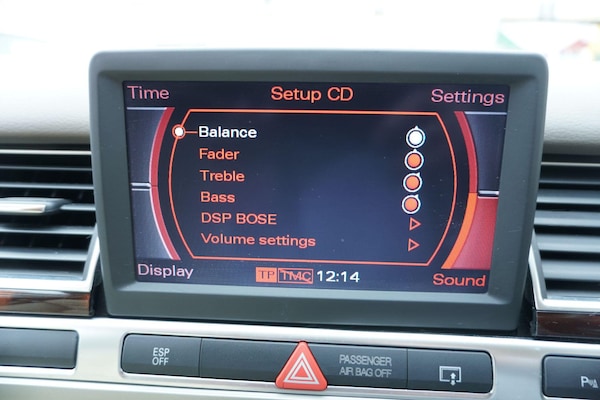 Time Setup CD Settings
Balance
Fader
Treble
Bass
DSP BOSE
Volume settings
Display TP TMC 12:14 Sound
ESP
OFF
PASSENGER
AIR BAG OFF
P